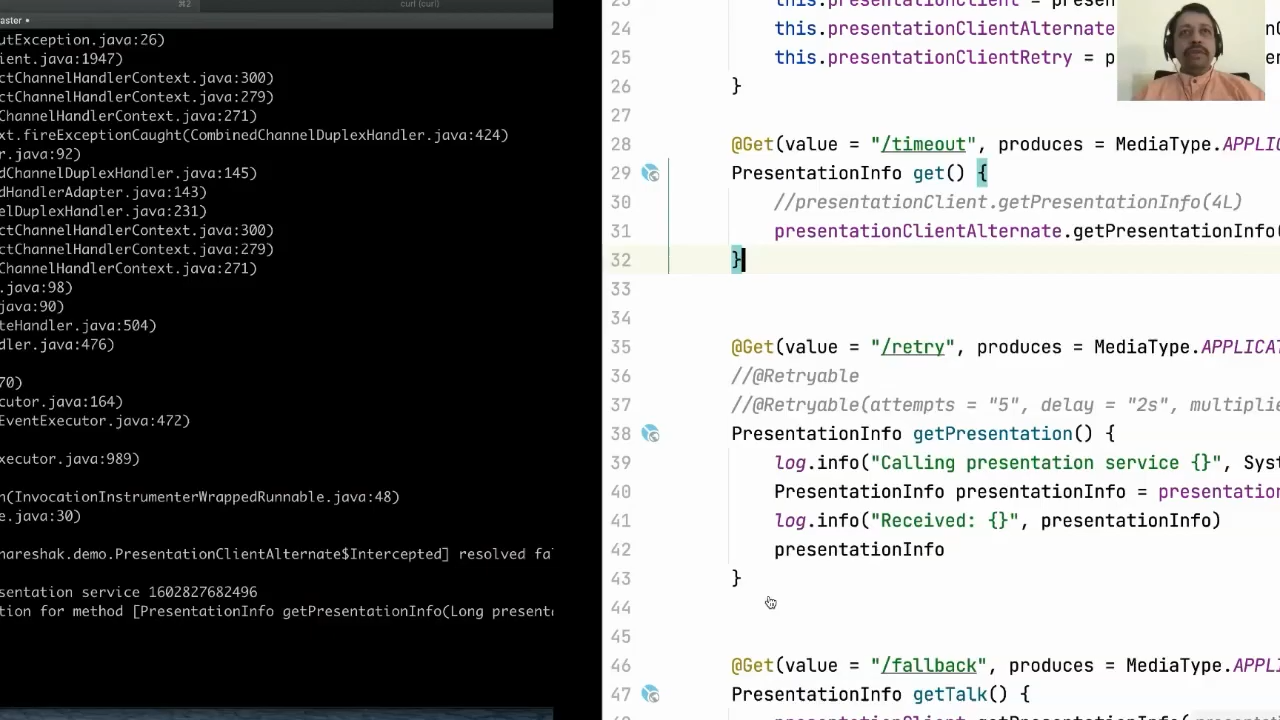 ⌘2
curl (curl)
aster •
utException.java:26)
ient.java:1947)
ctChannelHandlerContext.java:300)
ctChannelHandlerContext.java:279)
ChannelHandlerContext.java:271)
xt.fireExceptionCaught(CombinedChannelDuplexHandler.java:424)
r.java:92)
dChannelDuplexHandler.java:145)
dHandlerAdapter.java:143)
elDuplexHandler.java:231)
ctChannelHandlerContext.java:300)
ctChannelHandlerContext.java:279)
ChannelHandlerContext.java:271)
.java:98)
java:90)
teHandler.java:504)
dler.java:476)
70)
cutor.java:164)
EventExecutor.java:472)
xecutor.java:989)
n(InvocationInstrumenterWrappedRunnable.java:48)
e.java:30)
hareshak.demo.PresentationClientAlternate$Intercepted] resolved fal
sentation service 1602827682496
tion for method [PresentationInfo getPresentationInfo(Long presenta
23 this.presentationClient = presen
24 this.presentationClientAlternate
25 this.presentationClientRetry = p
26 }
27
28 @Get(value = "/timeout", produces = MediaType.APPLICA
29 PresentationInfo get() {
30 //presentationClient.getPresentationInfo(4L)
31 presentationClientAlternate.getPresentationInfo(
32 }
33
34
35 @Get(value = "/retry", produces = MediaType.APPLICAT
36 //@Retryable
37 //@Retryable(attempts = "5", delay = "2s", multiplie
38 PresentationInfo getPresentation() {
39 log.info("Calling presentation service {}", Syst
40 PresentationInfo presentationInfo = presentation
41 log.info("Received: {}", presentationInfo)
42 presentationInfo
43 }
44
45
46 @Get(value = "/fallback", produces = MediaType.APPLI
47 PresentationInfo getTalk() {